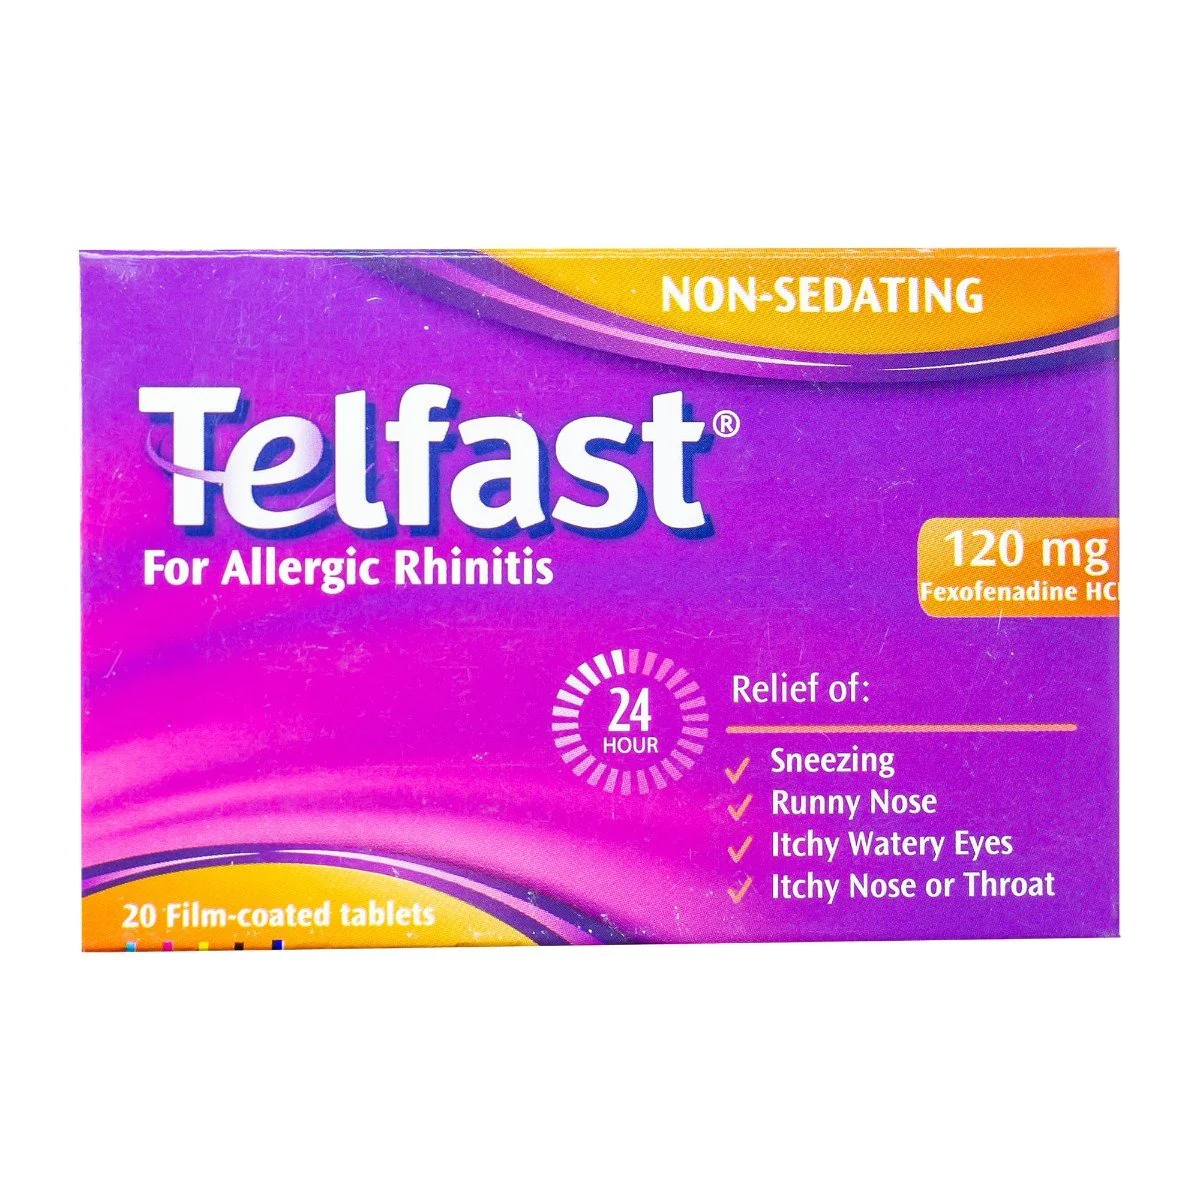 NON-SEDATING
Telfast®
For Allergic Rhinitis
120 mg
Fexofenadine HCl
24
HOUR
Relief of:
Sneezing
Runny Nose
Itchy Watery Eyes
Itchy Nose or Throat
20 Film-coated tablets